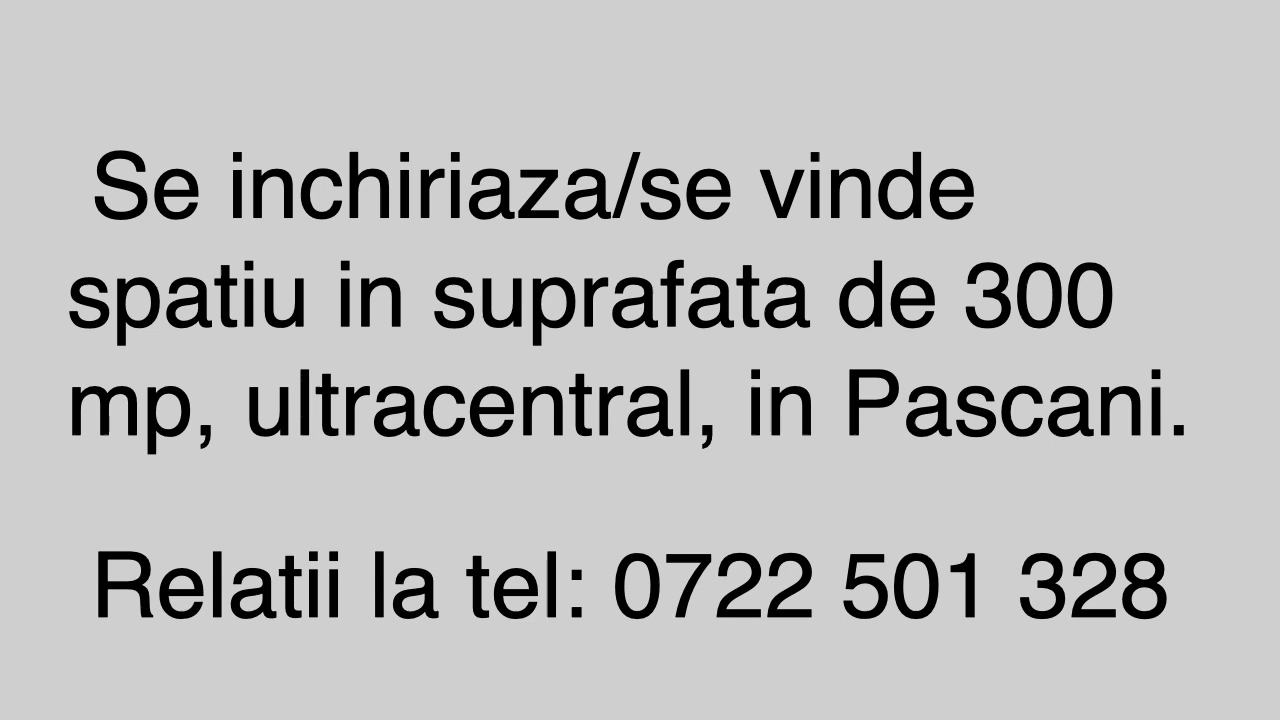 Se inchiriaza/se vinde
spatiu in suprafata de 300
mp, ultracentral, in Pascani.
Relatii la tel: 0722 501 328